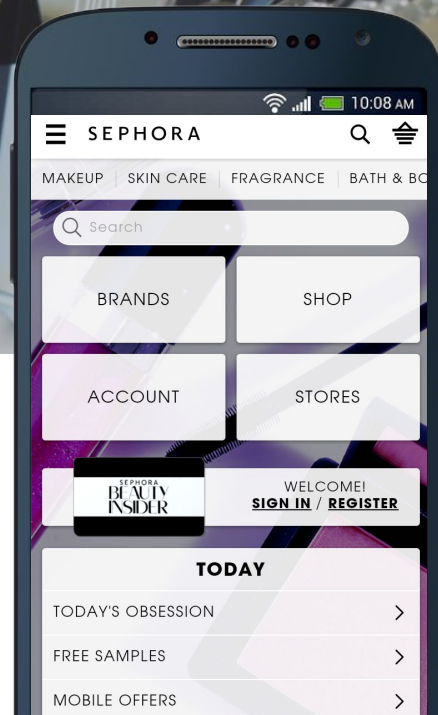 10:08 AM
SEPHORA
MAKEUP | SKIN CARE | FRAGRANCE | BATH & BO
Search
BRANDS
SHOP
ACCOUNT
STORES
SEPHORA
BEAUTY
INSIDER
WELCOME!
SIGN IN / REGISTER
TODAY
TODAY'S OBSESSION
FREE SAMPLES
MOBILE OFFERS